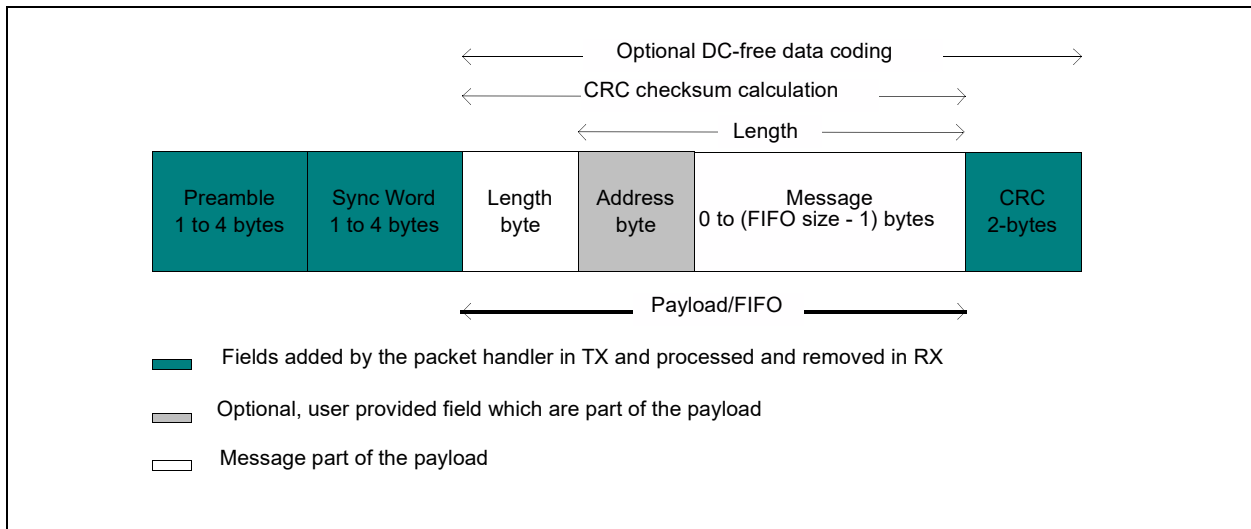 Optional DC-free data coding
CRC checksum calculation
Length
Preamble
1 to 4 bytes
Sync Word
1 to 4 bytes
Length
byte
Address
byte
Message
0 to (FIFO size - 1) bytes
CRC
2-bytes
Payload/FIFO
Fields added by the packet handler in TX and processed and removed in RX
Optional, user provided field which are part of the payload
Message part of the payload